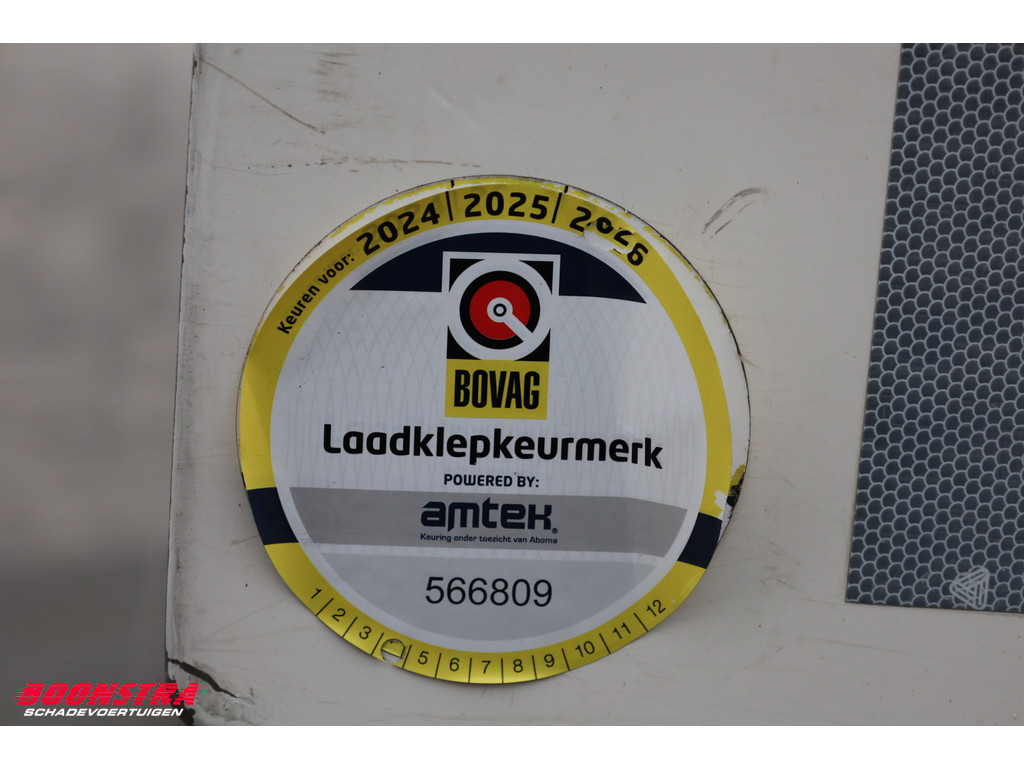 Keuren voor: 2024 | 2025 | 2026
BOVAG
Laadklepkeurmerk
POWERED BY:
amtek®
Keuring onder toezicht van Aboma
566809
1 | 2 | 3 | 5 | 6 | 7 | 8 | 9 | 10 | 11 | 12
BOONSTRA
SCHADEVOERTUIGEN